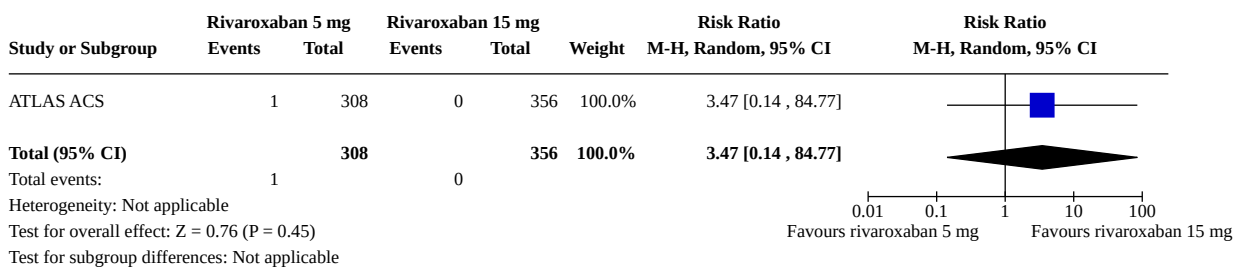 Rivaroxaban 5 mg Rivaroxaban 15 mg Risk Ratio Risk Ratio
Study or Subgroup Events Total Events Total Weight M-H, Random, 95% CI M-H, Random, 95% CI
ATLAS ACS 1 308 0 356 100.0% 3.47 [0.14 , 84.77]
Total (95% CI) 308 356 100.0% 3.47 [0.14 , 84.77]
Total events: 1 0
Heterogeneity: Not applicable
0.01 0.1 1 10 100
Test for overall effect: Z = 0.76 (P = 0.45) Favours rivaroxaban 5 mg Favours rivaroxaban 15 mg
Test for subgroup differences: Not applicable